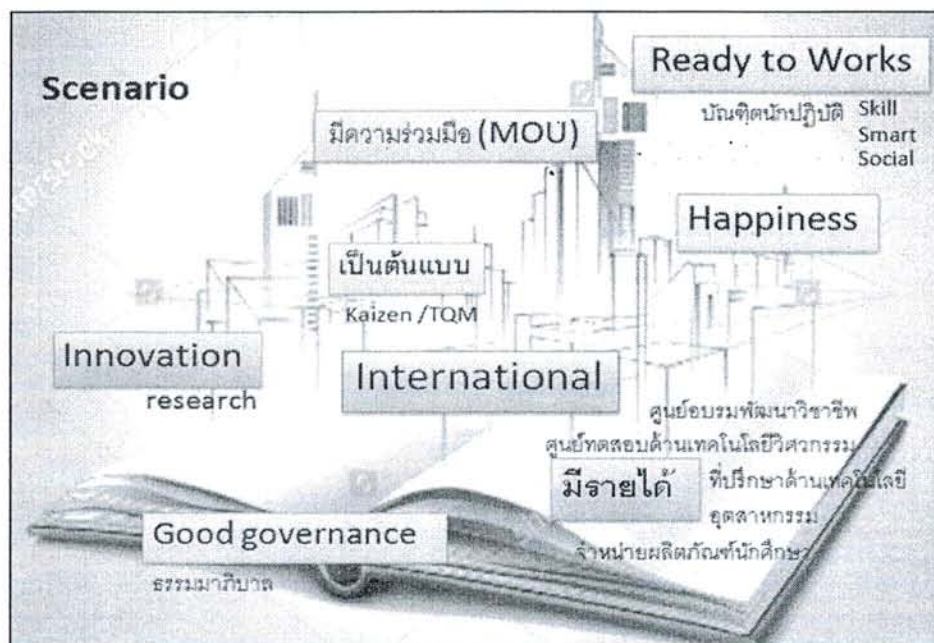 Ready to Works
Scenario
บัณฑิตนักปฏิบัติ Skill
Smart
Social
มีความร่วมมือ (MOU)
Happiness
เป็นต้นแบบ
Kaizen /TQM
Innovation
research
International
ศูนย์อบรมพัฒนาวิชาชีพ
ศูนย์ทดสอบด้านเทคโนโลยีวิศวกรรม
มีรายได้
ที่ปรึกษาด้านเทคโนโลยี
อุตสาหกรรม
จำหน่ายผลิตภัณฑ์นักศึกษา
Good governance
ธรรมมาภิบาล